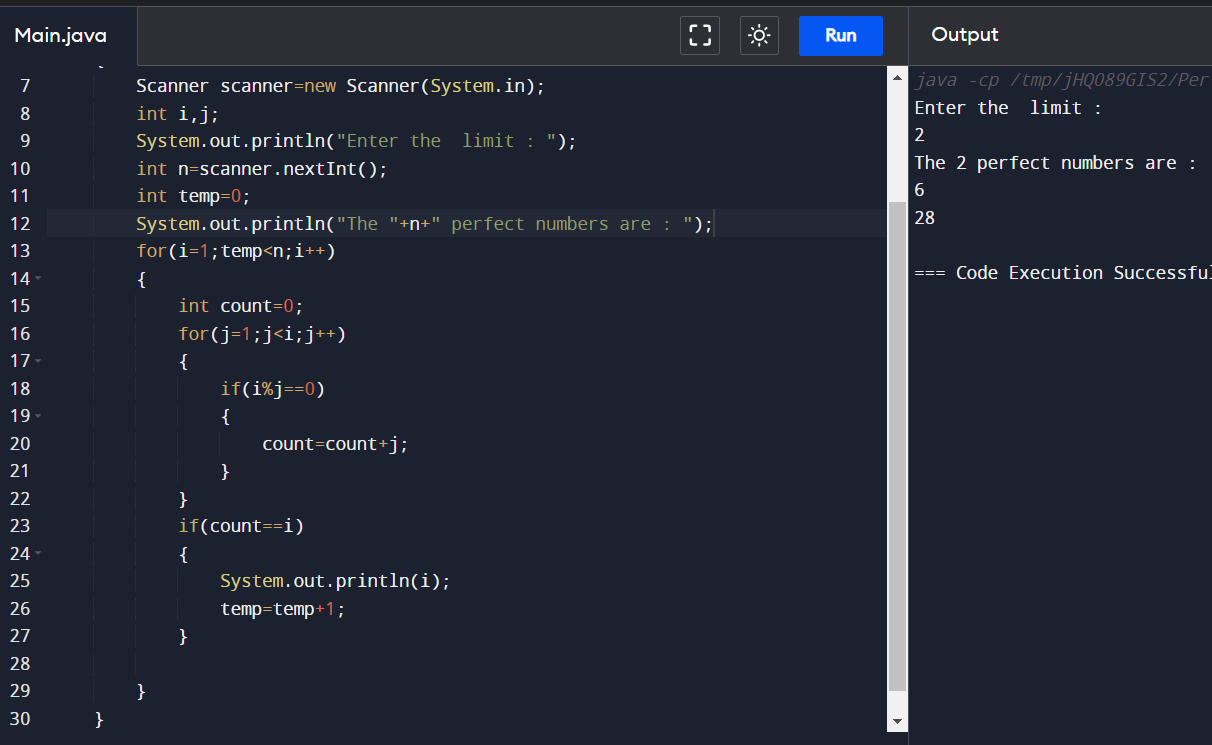 Main.java
Run
Output
7 Scanner scanner=new Scanner(System.in);
8 int i,j;
9 System.out.println("Enter the  limit : ");
10 int n=scanner.nextInt();
11 int temp=0;
12 System.out.println("The "+n+" perfect numbers are : ");
13 for(i=1;temp<n;i++)
14 {
15 int count=0;
16 for(j=1;j<i;j++)
17 {
18 if(i%j==0)
19 {
20 count=count+j;
21 }
22 }
23 if(count==i)
24 {
25 System.out.println(i);
26 temp=temp+1;
27 }
28
29 }
30 }
java -cp /tmp/jHQ089GIS2/Per
Enter the  limit :
2
The 2 perfect numbers are :
6
28
=== Code Execution Successful